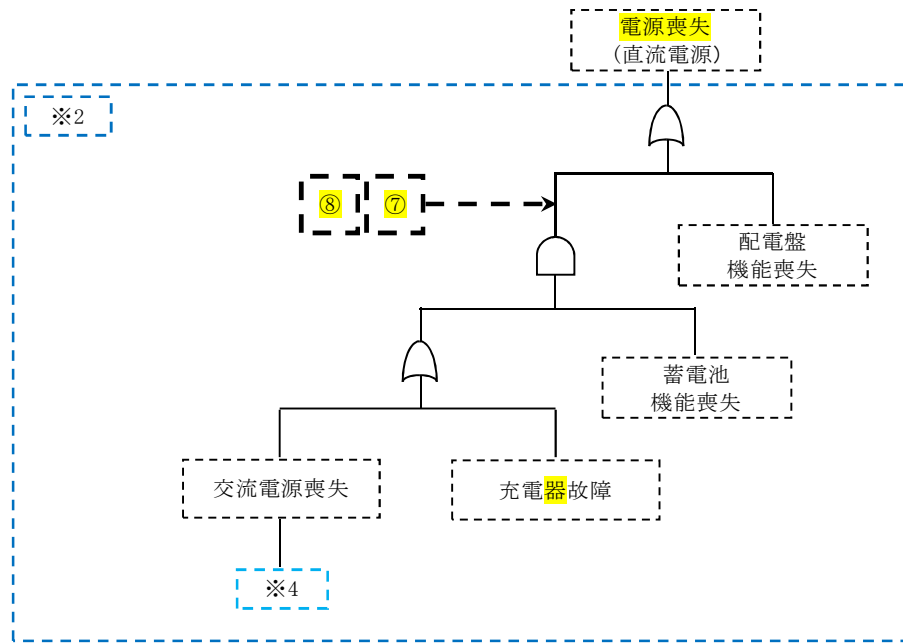 電源喪失
(直流電源)
※2
⑧ ⑦
配電盤
機能喪失
蓄電池
機能喪失
交流電源喪失
充電器故障
※4